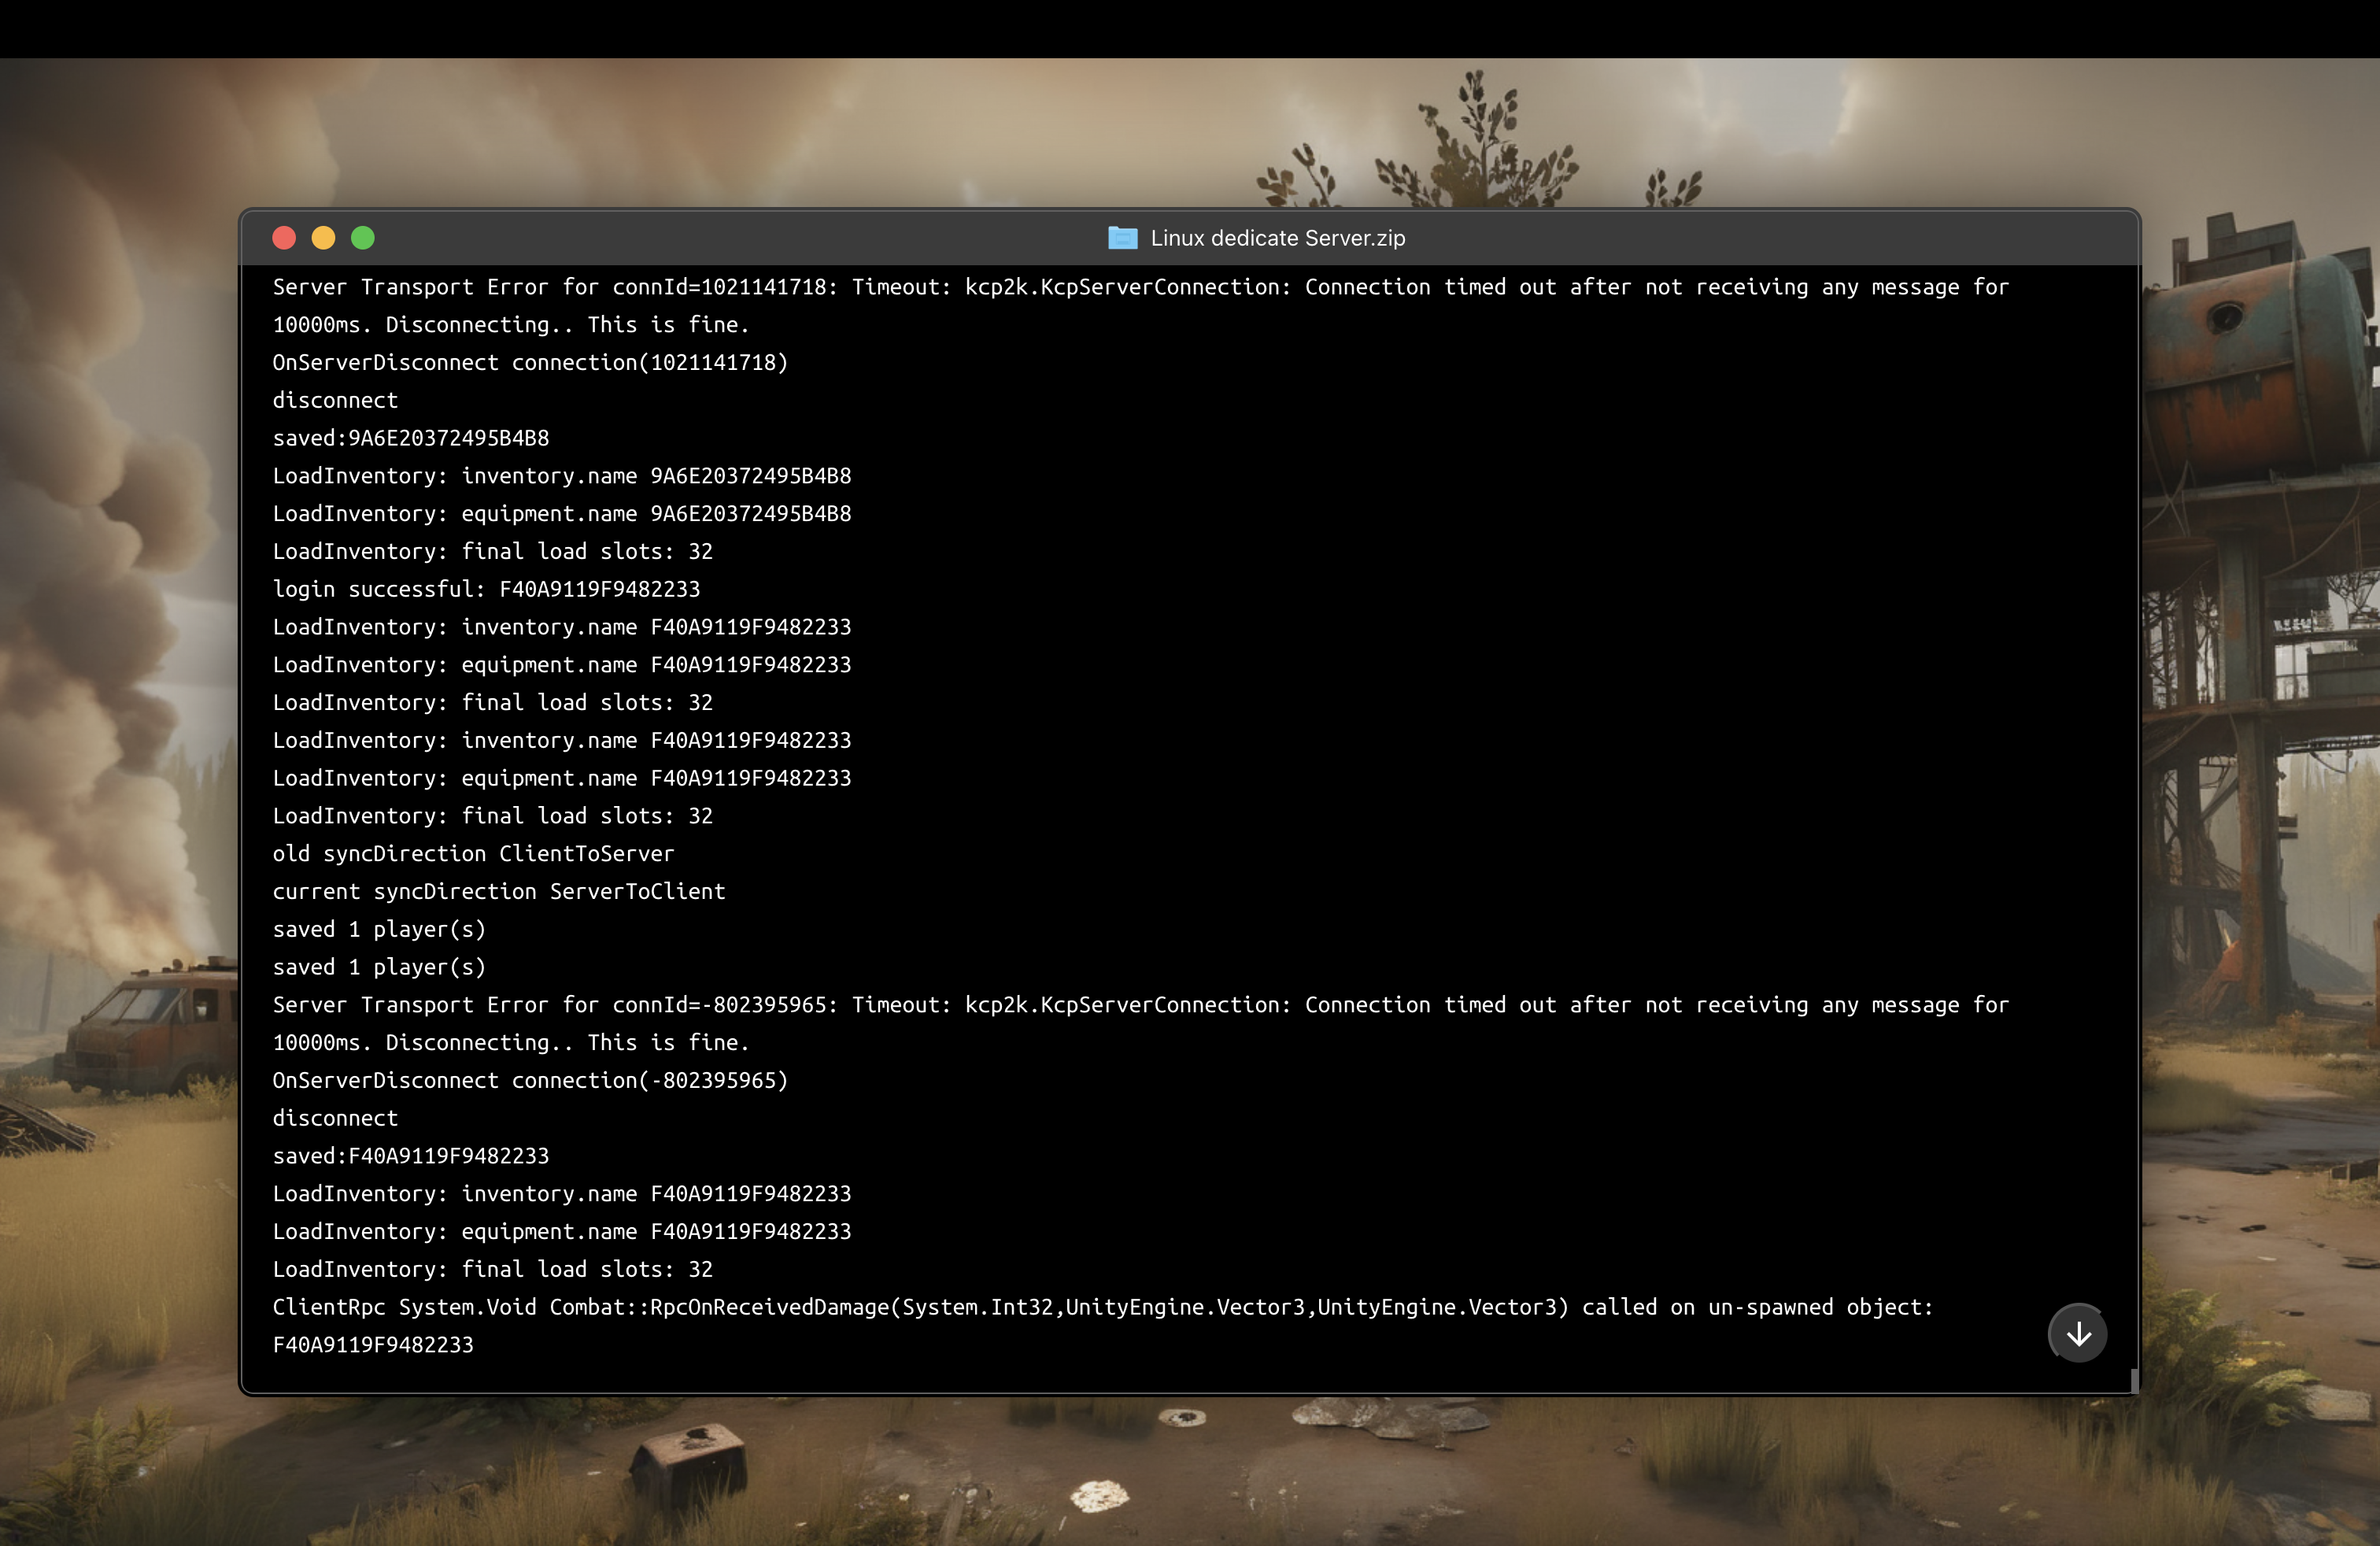 Linux dedicate Server.zip
Server Transport Error for connId=1021141718: Timeout: kcp2k.KcpServerConnection: Connection timed out after not receiving any message for
10000ms. Disconnecting.. This is fine.
OnServerDisconnect connection(1021141718)
disconnect
saved:9A6E20372495B4B8
LoadInventory: inventory.name 9A6E20372495B4B8
LoadInventory: equipment.name 9A6E20372495B4B8
LoadInventory: final load slots: 32
login successful: F40A9119F9482233
LoadInventory: inventory.name F40A9119F9482233
LoadInventory: equipment.name F40A9119F9482233
LoadInventory: final load slots: 32
LoadInventory: inventory.name F40A9119F9482233
LoadInventory: equipment.name F40A9119F9482233
LoadInventory: final load slots: 32
old syncDirection ClientToServer
current syncDirection ServerToClient
saved 1 player(s)
saved 1 player(s)
Server Transport Error for connId=-802395965: Timeout: kcp2k.KcpServerConnection: Connection timed out after not receiving any message for
10000ms. Disconnecting.. This is fine.
OnServerDisconnect connection(-802395965)
disconnect
saved:F40A9119F9482233
LoadInventory: inventory.name F40A9119F9482233
LoadInventory: equipment.name F40A9119F9482233
LoadInventory: final load slots: 32
ClientRpc System.Void Combat::RpcOnReceivedDamage(System.Int32,UnityEngine.Vector3,UnityEngine.Vector3) called on un-spawned object:
F40A9119F9482233